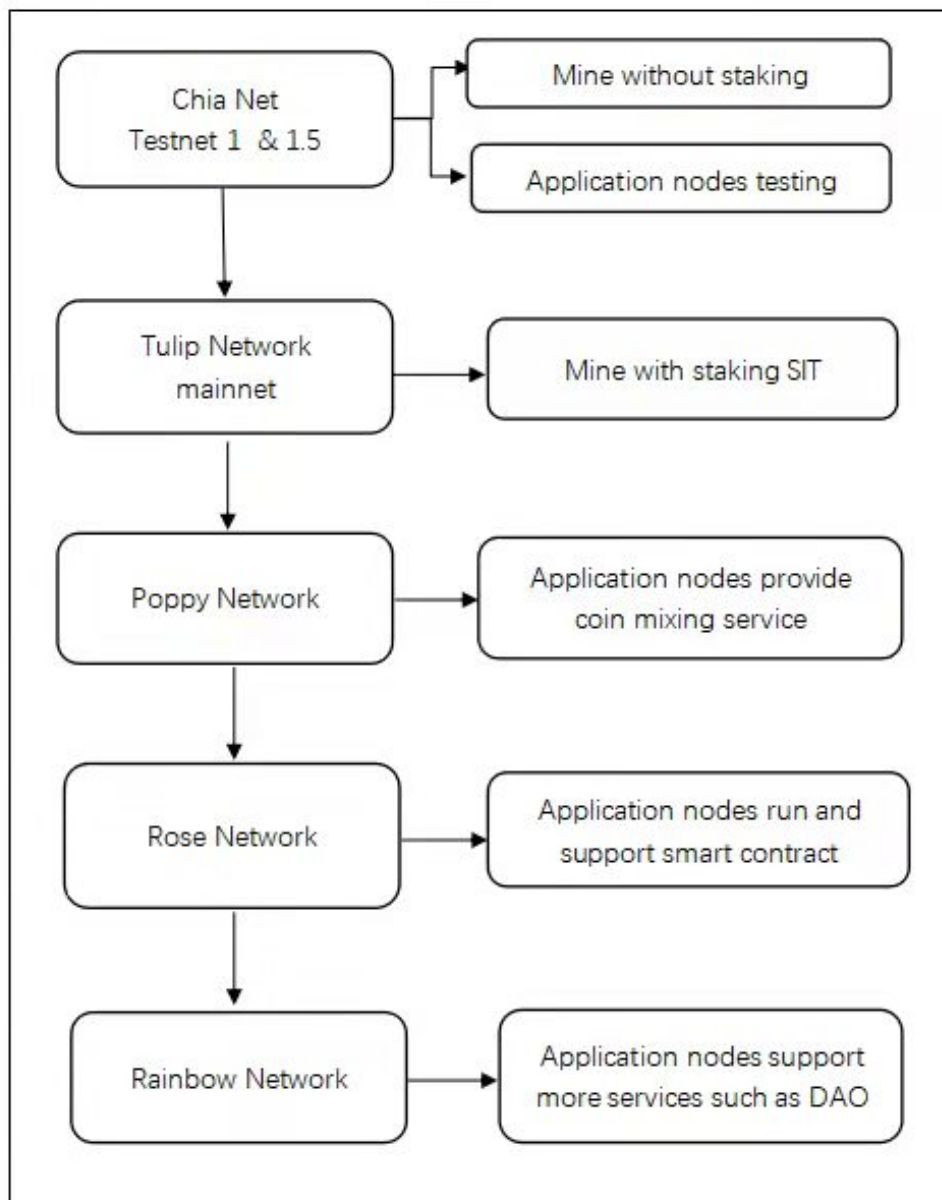 Chia Net
Testnet 1 & 1.5
Mine without staking
Application nodes testing
Tulip Network
mainnet
Mine with staking SIT
Poppy Network
Application nodes provide
coin mixing service
Rose Network
Application nodes run and
support smart contract
Rainbow Network
Application nodes support
more services such as DAO